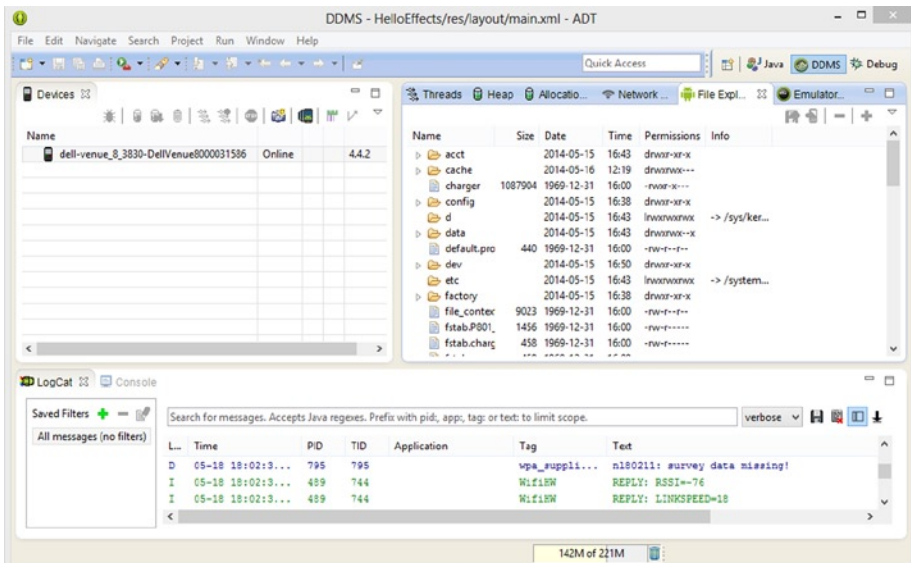 DDMS - HelloEffects/res/layout/main.xml - ADT
File Edit Navigate Search Project Run Window Help
Quick Access Java DDMS Debug
Devices
Name
dell-venue_8_3830-DellVenue8000031586 Online 4.4.2
Threads Heap Allocatio... Network ... File Expl... Emulator...
Name Size Date Time Permissions Info
acct 2014-05-15 16:43 drwxr-xr-x
cache 2014-05-16 12:19 drwxrwx---
charger 1087904 1969-12-31 16:00 -rwxr-x---
config 2014-05-15 16:38 drwxr-xr-x
d 2014-05-15 16:43 lrwxrwxrwx -> /sys/ker...
data 2014-05-15 16:43 drwxrwx--x
default.pro 440 1969-12-31 16:00 -rw-r--r--
dev 2014-05-15 16:50 drwxr-xr-x
etc 2014-05-15 16:43 lrwxrwxrwx -> /system...
factory 2014-05-15 16:38 drwxr-xr-x
file_contex 9023 1969-12-31 16:00 -rw-r--r--
fstab.P801_ 1456 1969-12-31 16:00 -rw-r-----
fstab.charg 458 1969-12-31 16:00 -rw-r-----
LogCat Console
Saved Filters
All messages (no filters)
Search for messages. Accepts Java regexes. Prefix with pid:, app:, tag: or text: to limit scope. verbose
L... Time PID TID Application Tag Text
D 05-18 18:02:3... 795 795 wpa_suppli... nl80211: survey data missing!
I 05-18 18:02:3... 489 744 WifiHW REPLY: RSSI=-76
I 05-18 18:02:3... 489 744 WifiHW REPLY: LINKSPEED=18
142M of 221M